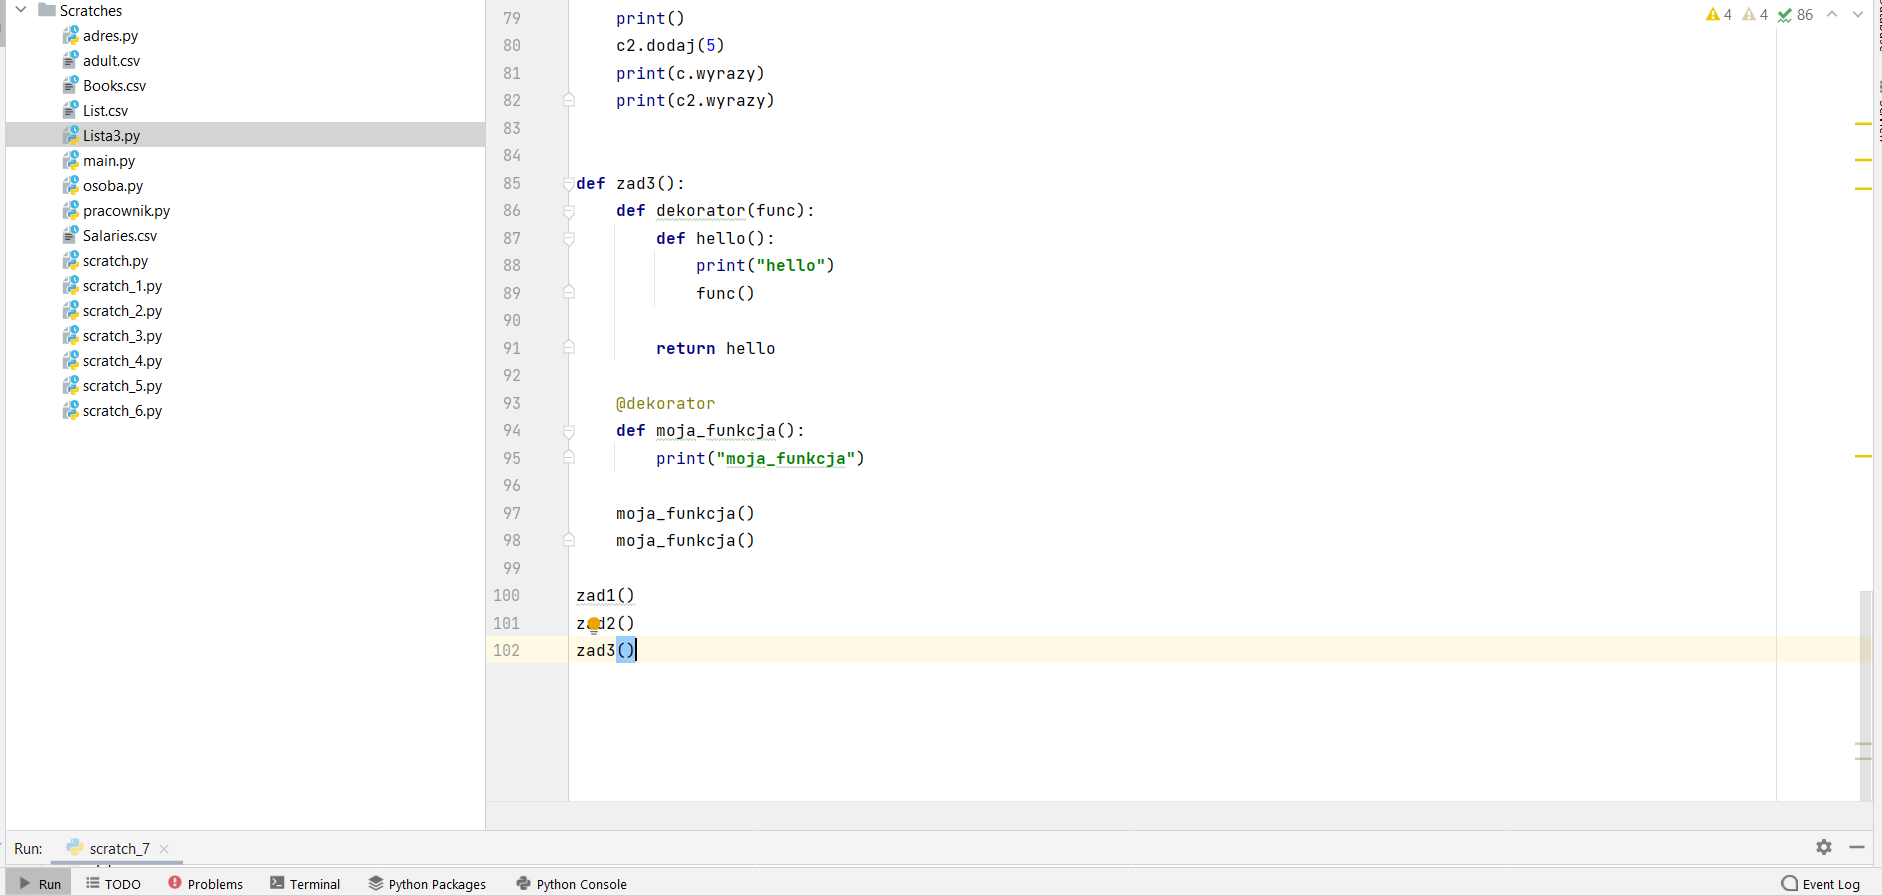 Scratches
adres.py
adult.csv
Books.csv
List.csv
Lista3.py
main.py
osoba.py
pracownik.py
Salaries.csv
scratch.py
scratch_1.py
scratch_2.py
scratch_3.py
scratch_4.py
scratch_5.py
scratch_6.py
4 4 86
79 print()
80 c2.dodaj(5)
81 print(c.wyrazy)
82 print(c2.wyrazy)
83
84
85 def zad3():
86 def dekorator(func):
87 def hello():
88 print("hello")
89 func()
90
91 return hello
92
93 @dekorator
94 def moja_funkcja():
95 print("moja_funkcja")
96
97 moja_funkcja()
98 moja_funkcja()
99
100 zad1()
101 zad2()
102 zad3()
Run: scratch_7
Run TODO Problems Terminal Python Packages Python Console Event Log